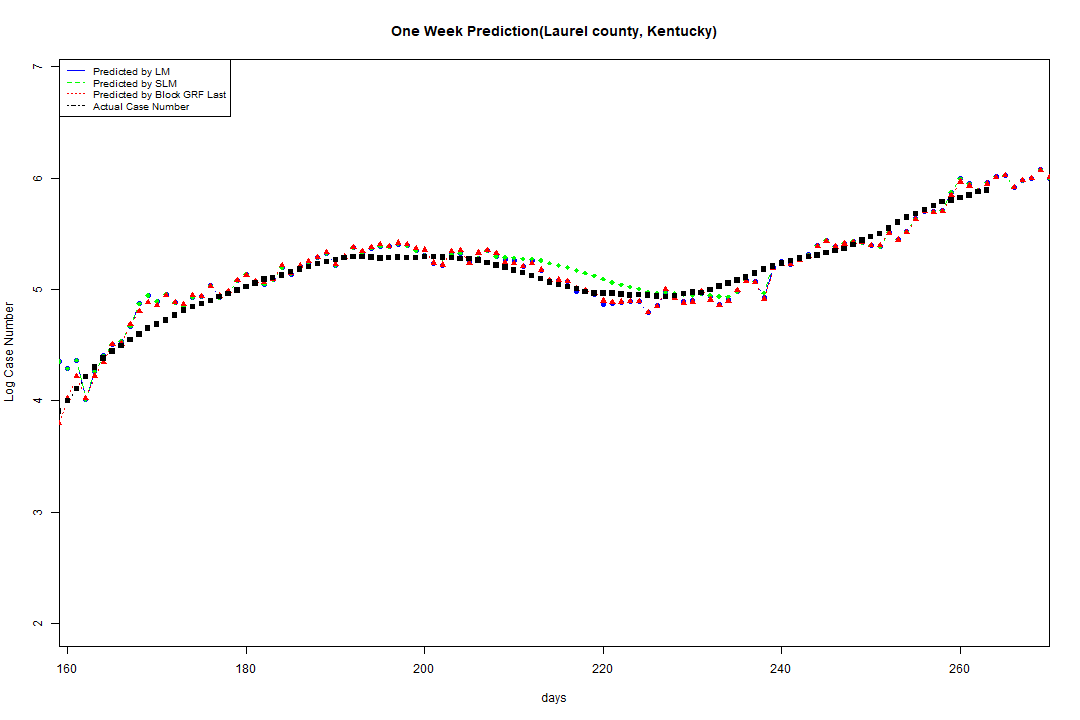 One Week Prediction(Laurel county, Kentucky)
Predicted by LM
Predicted by SLM
Predicted by Block GRF Last
Actual Case Number
7
6
5
4
3
2
Log Case Number
160 180 200 220 240 260
days